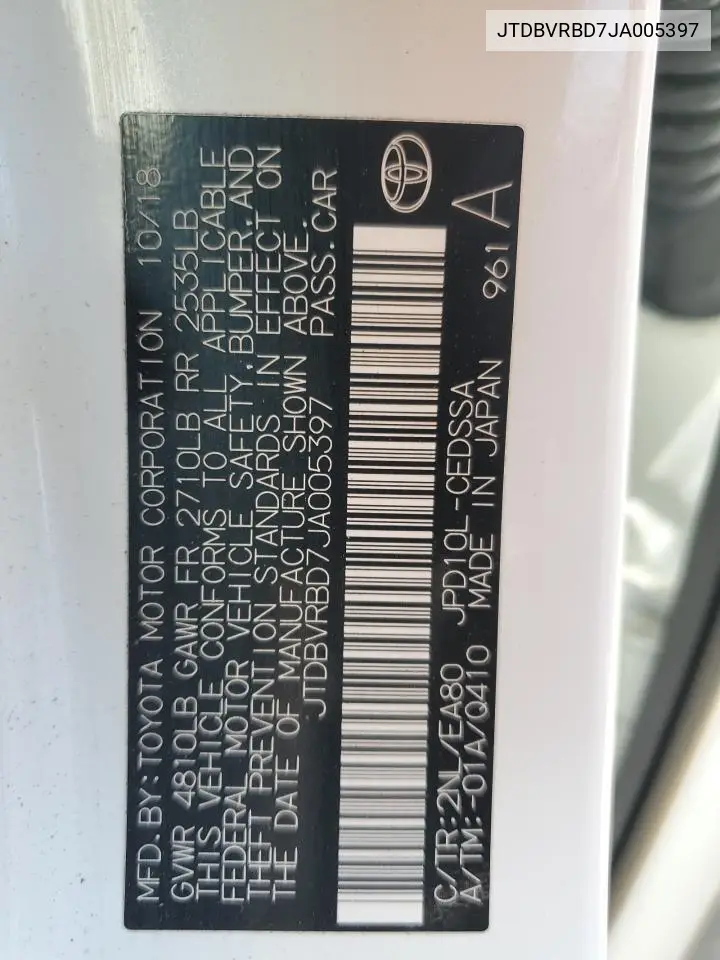 JTDBVRBD7JA005397
MFD.BY:TOYOTA MOTOR CORPORATION 10/18
GVWR 4810LB GAWR FR 2710LB RR 2535LB
THIS VEHICLE CONFORMS TO ALL APPLICABLE
FEDERAL MOTOR VEHICLE SAFETY,BUMPER,AND
THEFT PREVENTION STANDARDS IN EFFECT ON
THE DATE OF MANUFACTURE SHOWN ABOVE.
JTDBVRBD7JA005397 PASS.CAR
C/TR:2NL/EA80 JPD10L-CEDSSA
A/TM:-01A/Q410 MADE IN JAPAN 961 A